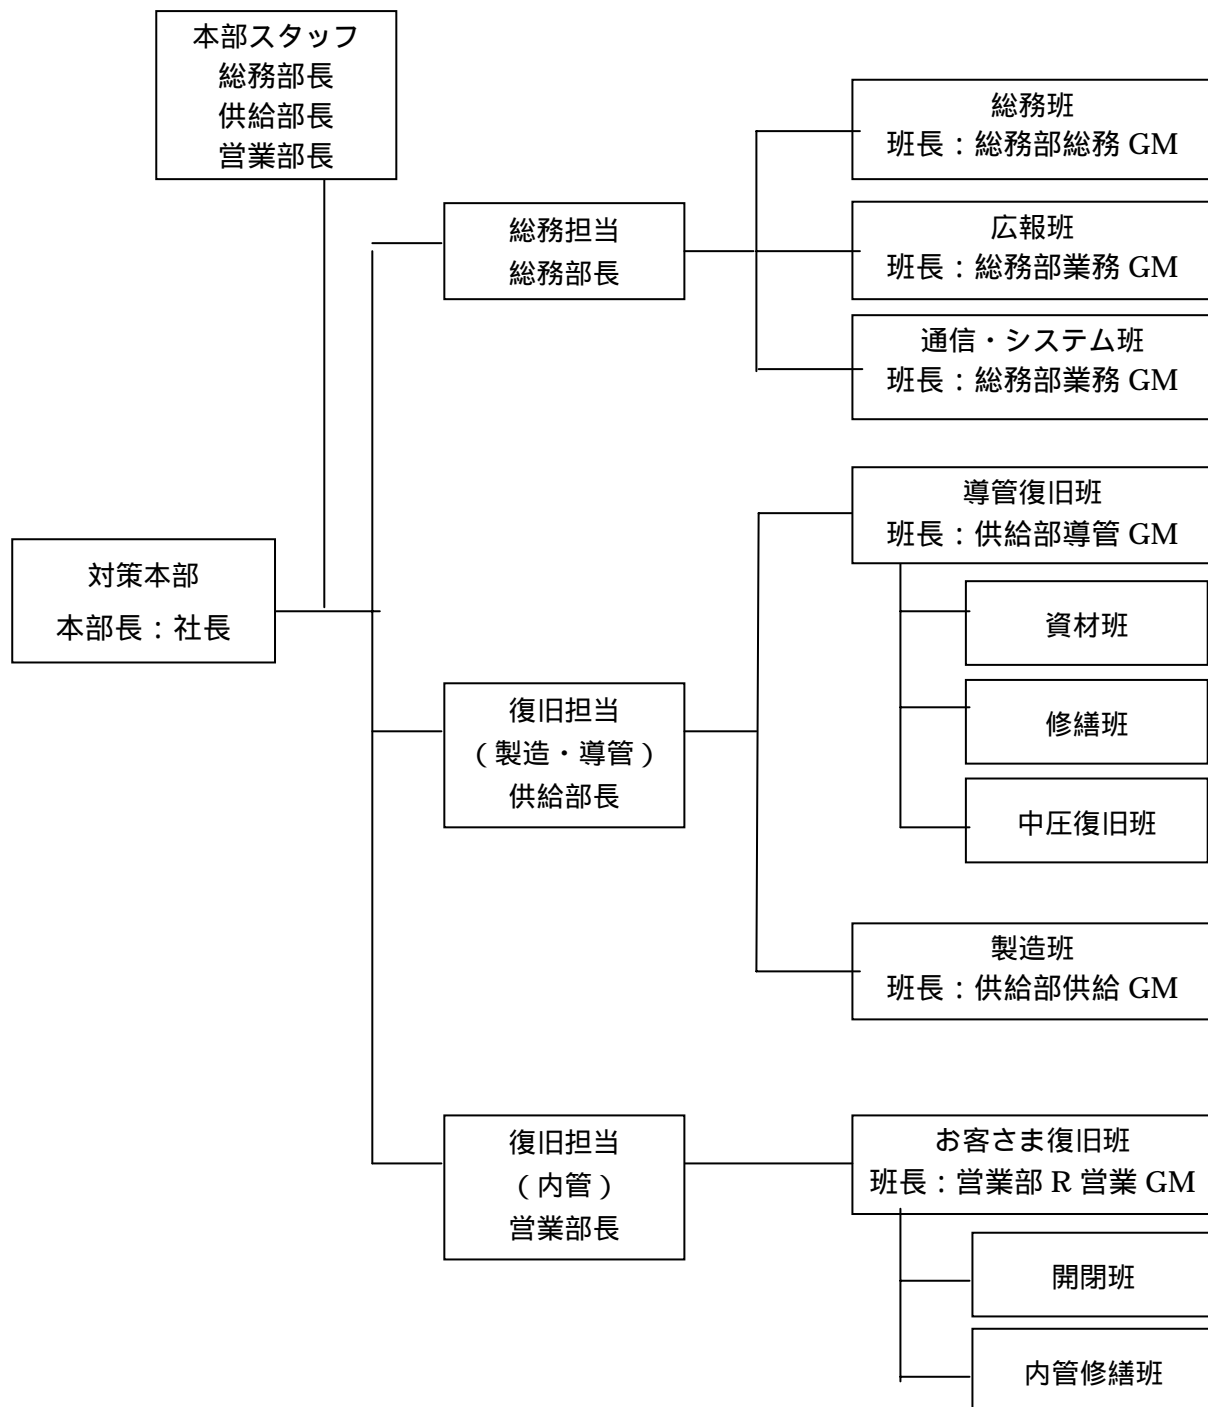 本部スタッフ
総務部長
供給部長
営業部長
対策本部
本部長：社長
総務担当
総務部長
総務班
班長：総務部総務 GM
広報班
班長：総務部業務 GM
通信・システム班
班長：総務部業務 GM
復旧担当
（製造・導管）
供給部長
導管復旧班
班長：供給部導管 GM
資材班
修繕班
中圧復旧班
製造班
班長：供給部供給 GM
復旧担当
（内管）
営業部長
お客さま復旧班
班長：営業部 R 営業 GM
開閉班
内管修繕班